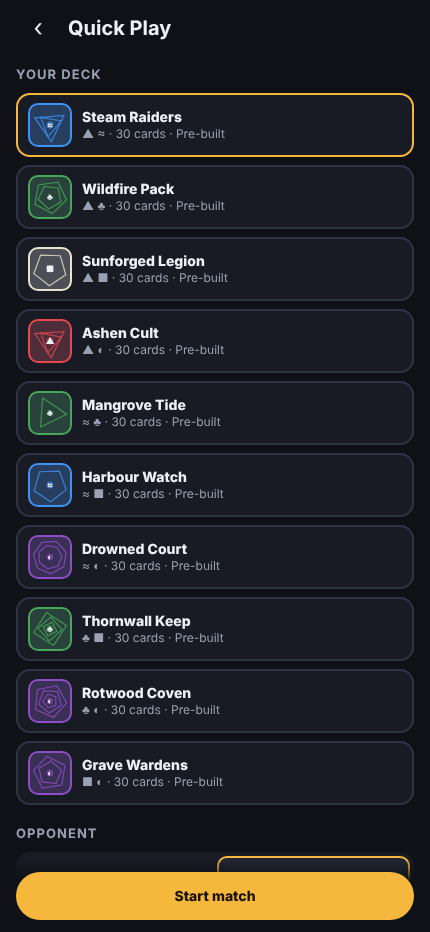 Quick Play
YOUR DECK
Steam Raiders
▲ ≈ · 30 cards · Pre-built
Wildfire Pack
▲ ♣ · 30 cards · Pre-built
Sunforged Legion
▲ ■ · 30 cards · Pre-built
Ashen Cult
▲ ◖ · 30 cards · Pre-built
Mangrove Tide
≈ ♣ · 30 cards · Pre-built
Harbour Watch
≈ ■ · 30 cards · Pre-built
Drowned Court
≈ ◖ · 30 cards · Pre-built
Thornwall Keep
♣ ■ · 30 cards · Pre-built
Rotwood Coven
♣ ◖ · 30 cards · Pre-built
Grave Wardens
■ ◖ · 30 cards · Pre-built
OPPONENT
Start match